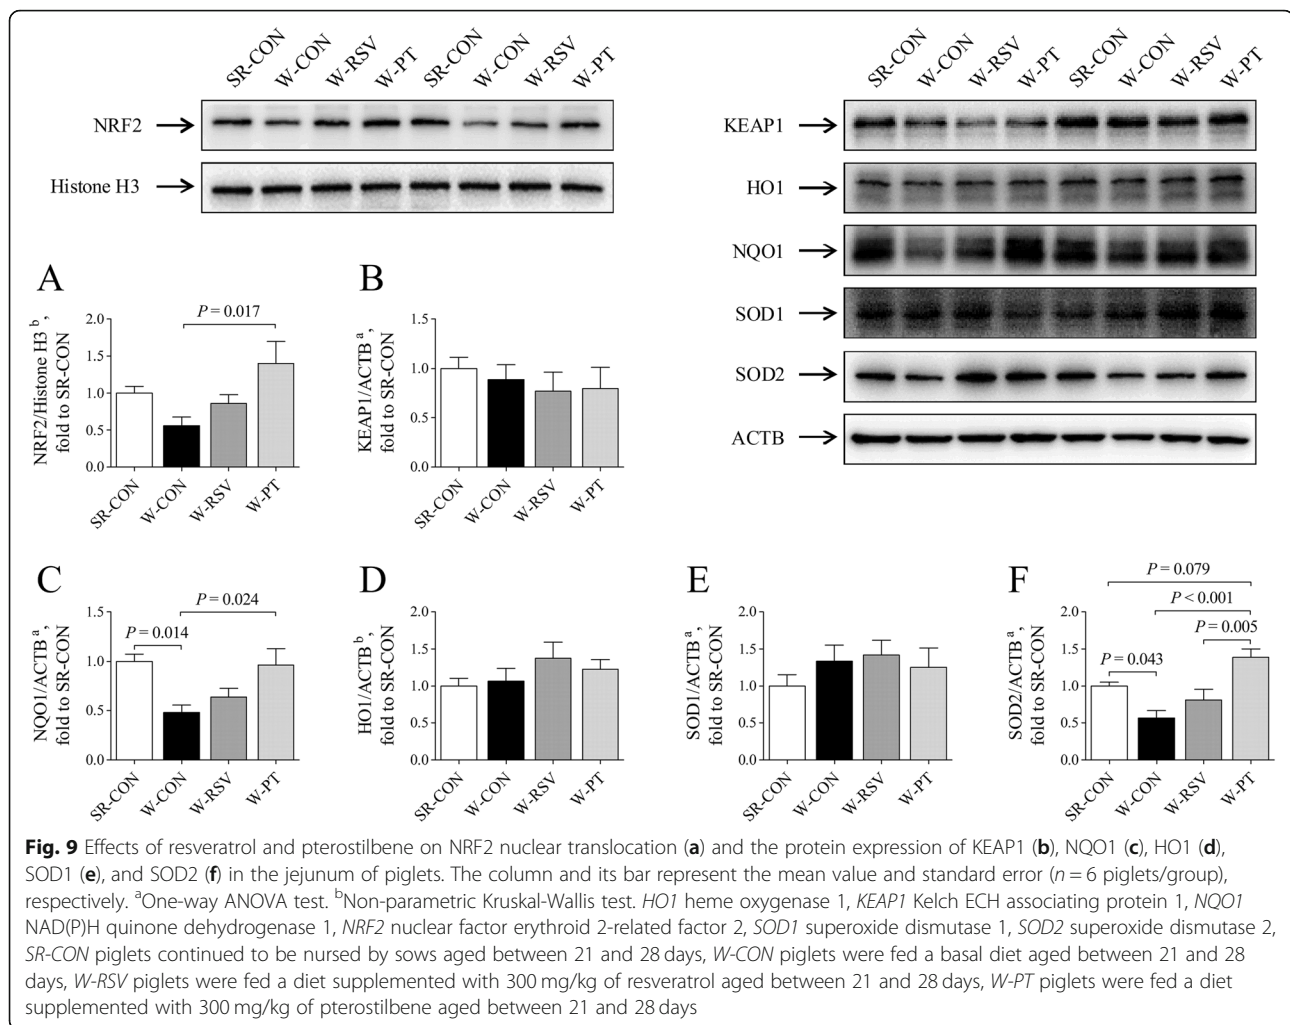 SR-CON W-CON W-RSV W-PT SR-CON W-CON W-RSV W-PT
NRF2
Histone H3
SR-CON W-CON W-RSV W-PT SR-CON W-CON W-RSV W-PT
KEAP1
HO1
NQO1
SOD1
SOD2
ACTB
A
NRF2/Histone H3 b,
fold to SR-CON
2.0
1.5
1.0
0.5
0.0
P = 0.017
SR-CON W-CON W-RSV W-PT
B
KEAP1/ACTB a,
fold to SR-CON
1.5
1.0
0.5
0.0
SR-CON W-CON W-RSV W-PT
C
NQO1/ACTB a,
fold to SR-CON
1.5
1.0
0.5
0.0
P = 0.024
P = 0.014
SR-CON W-CON W-RSV W-PT
D
HO1/ACTB b,
fold to SR-CON
2.0
1.5
1.0
0.5
0.0
SR-CON W-CON W-RSV W-PT
E
SOD1/ACTB a,
fold to SR-CON
2.0
1.5
1.0
0.5
0.0
SR-CON W-CON W-RSV W-PT
F
SOD2/ACTB a,
fold to SR-CON
2.0
1.5
1.0
0.5
0.0
P = 0.079
P < 0.001
P = 0.005
P = 0.043
SR-CON W-CON W-RSV W-PT
Fig. 9 Effects of resveratrol and pterostilbene on NRF2 nuclear translocation (a) and the protein expression of KEAP1 (b), NQO1 (c), HO1 (d),
SOD1 (e), and SOD2 (f) in the jejunum of piglets. The column and its bar represent the mean value and standard error (n = 6 piglets/group),
respectively. aOne-way ANOVA test. bNon-parametric Kruskal-Wallis test. HO1 heme oxygenase 1, KEAP1 Kelch ECH associating protein 1, NQO1
NAD(P)H quinone dehydrogenase 1, NRF2 nuclear factor erythroid 2-related factor 2, SOD1 superoxide dismutase 1, SOD2 superoxide dismutase 2,
SR-CON piglets continued to be nursed by sows aged between 21 and 28 days, W-CON piglets were fed a basal diet aged between 21 and 28
days, W-RSV piglets were fed a diet supplemented with 300 mg/kg of resveratrol aged between 21 and 28 days, W-PT piglets were fed a diet
supplemented with 300 mg/kg of pterostilbene aged between 21 and 28 days